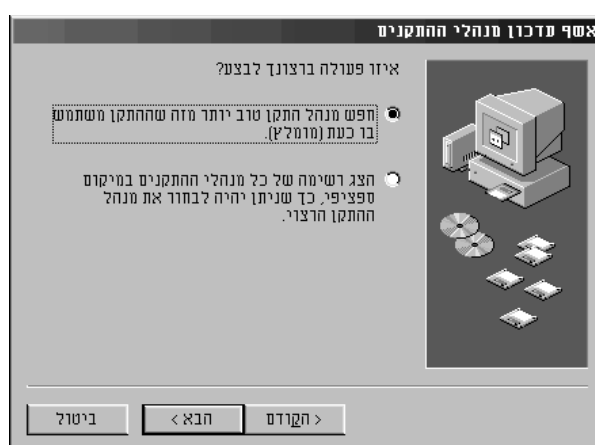 אשף עדכון מנהלי ההתקנים
איזו פעולה ברצונך לבצע?
חפש מנהל התקן טוב יותר מזה שההתקן משתמש
בו כעת (מומלץ).
הצג רשימה של כל מנהלי ההתקנים במיקום
ספציפי, כך שניתן יהיה לבחור את מנהל
ההתקן הרצוי.
< הקודם
הבא >
ביטול